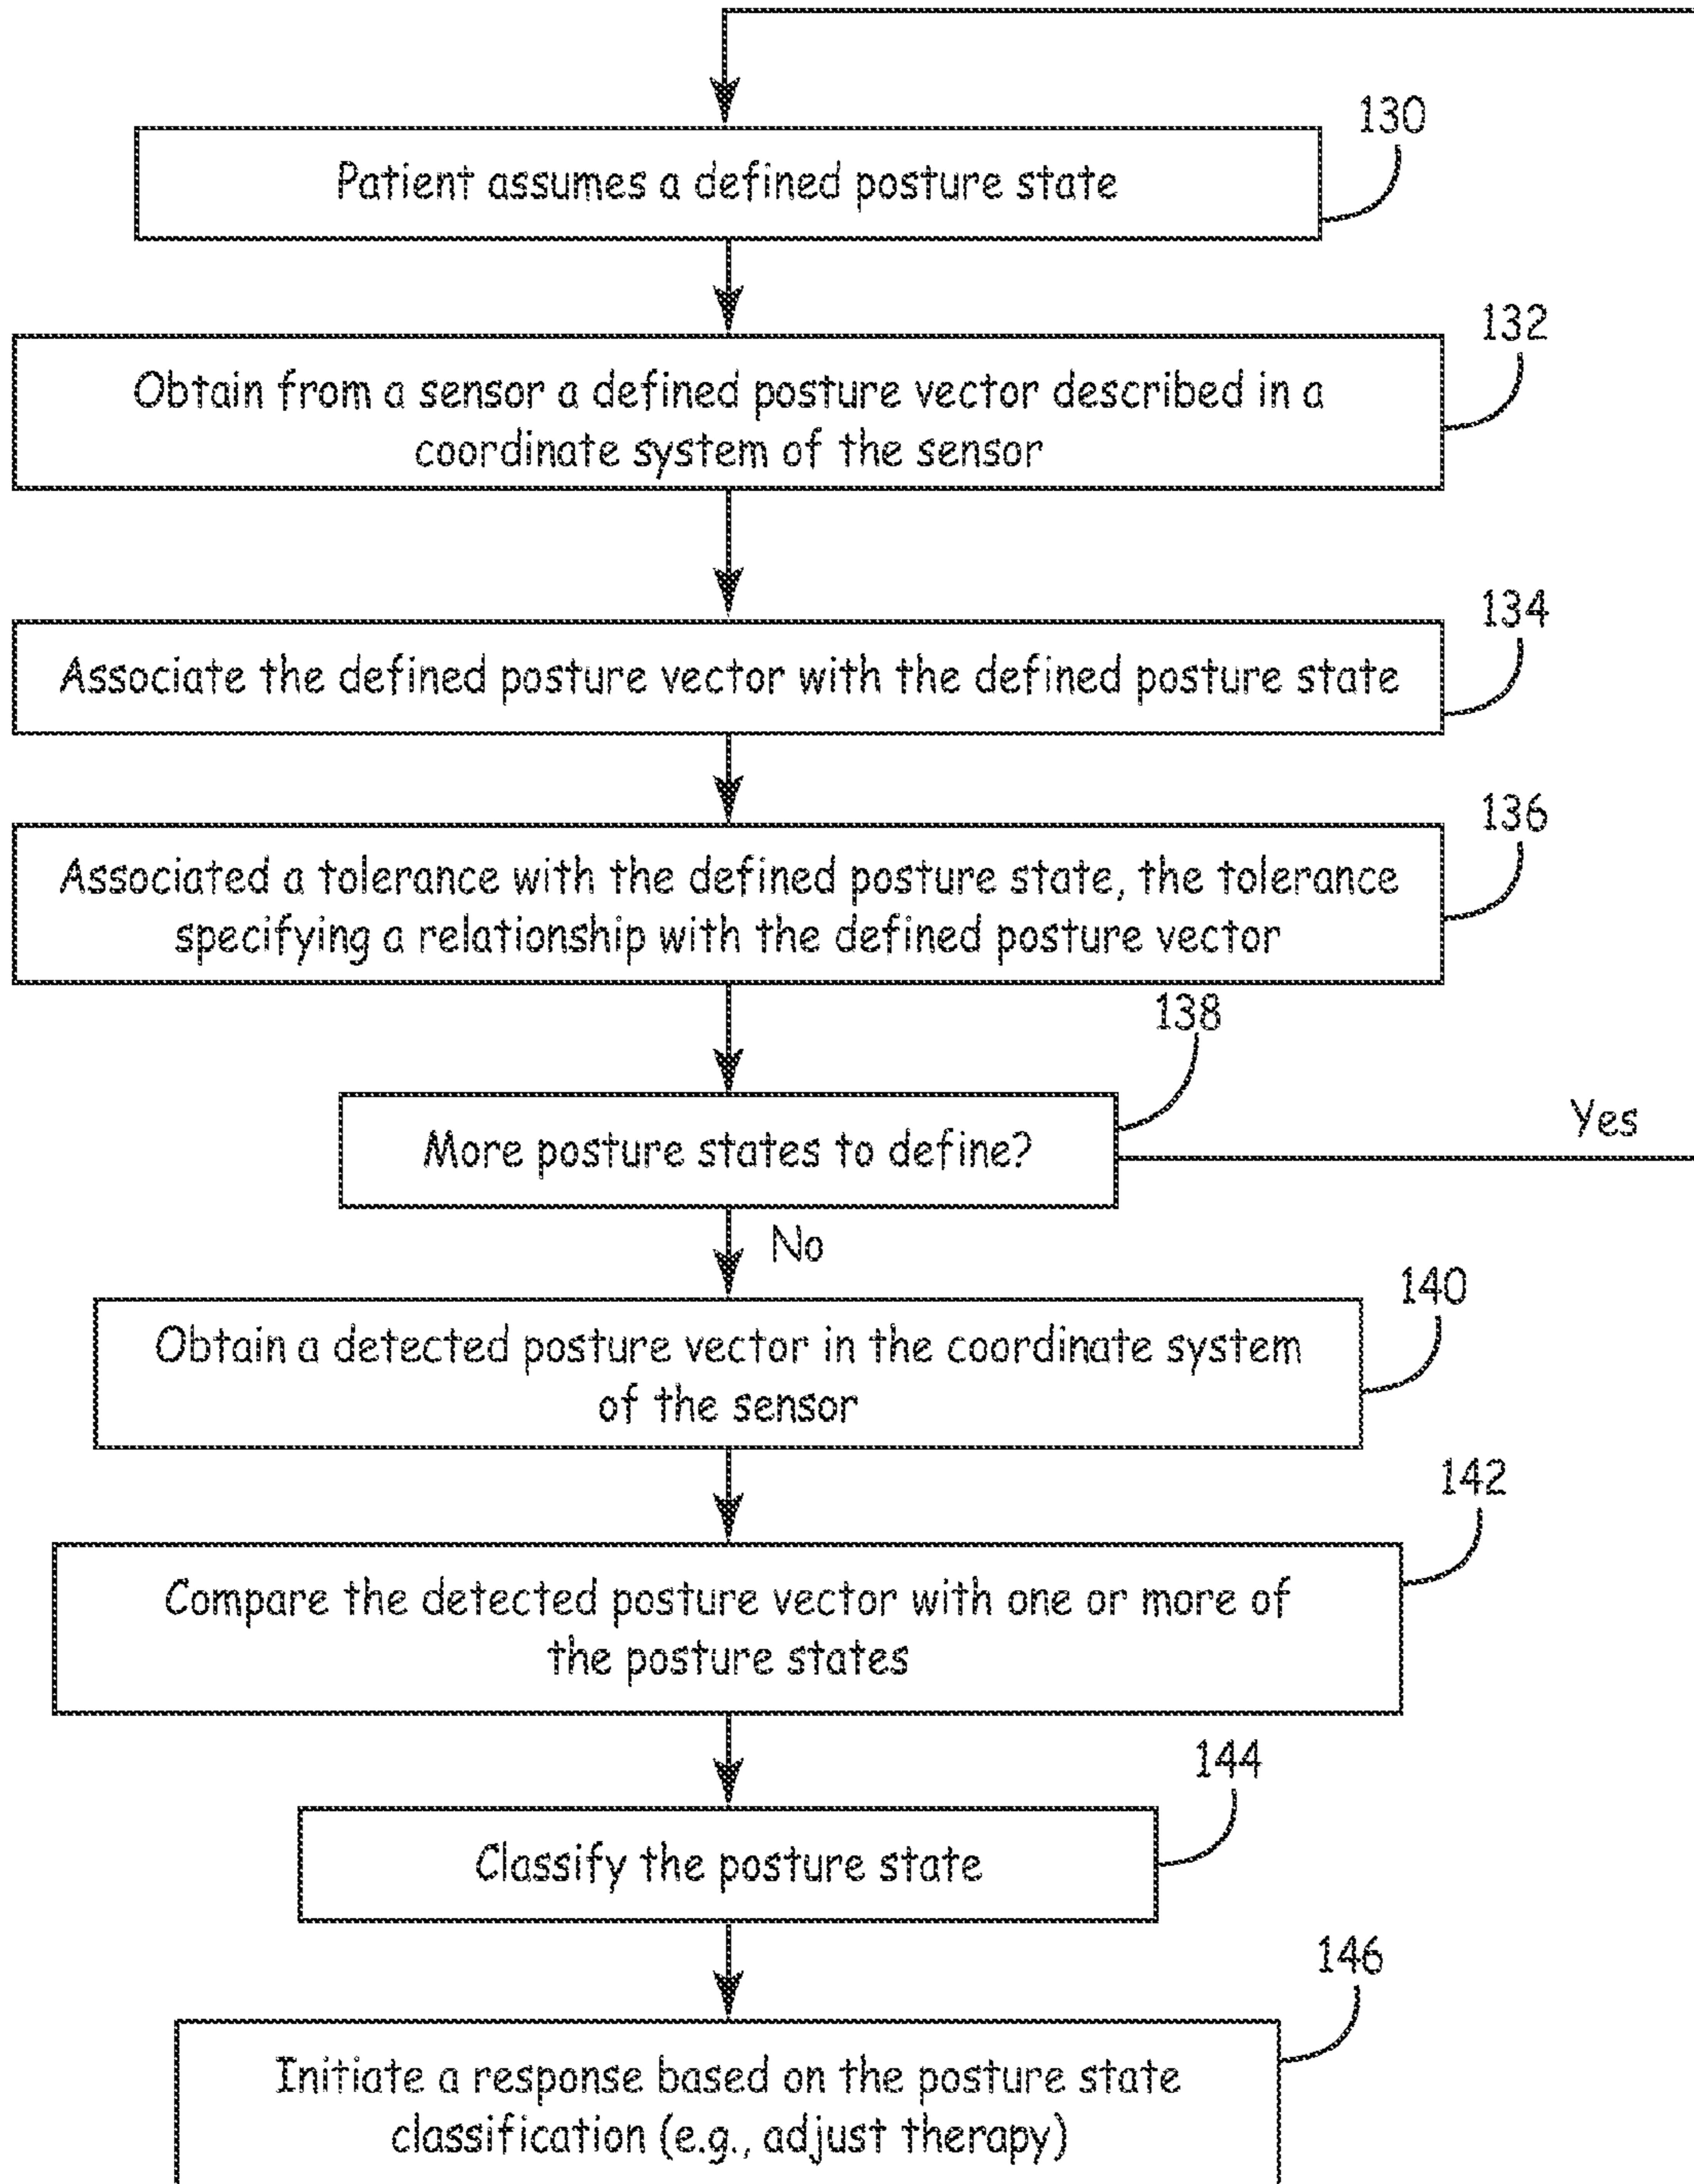 130
Patient assumes a defined posture state
132
Obtain from a sensor a defined posture vector described in a
coordinate system of the sensor
134
Associate the defined posture vector with the defined posture state
136
Associated a tolerance with the defined posture state, the tolerance
specifying a relationship with the defined posture vector
138
More posture states to define?
Yes
No
140
Obtain a detected posture vector in the coordinate system
of the sensor
142
Compare the detected posture vector with one or more of
the posture states
144
Classify the posture state
146
Initiate a response based on the posture state
classification (e.g., adjust therapy)